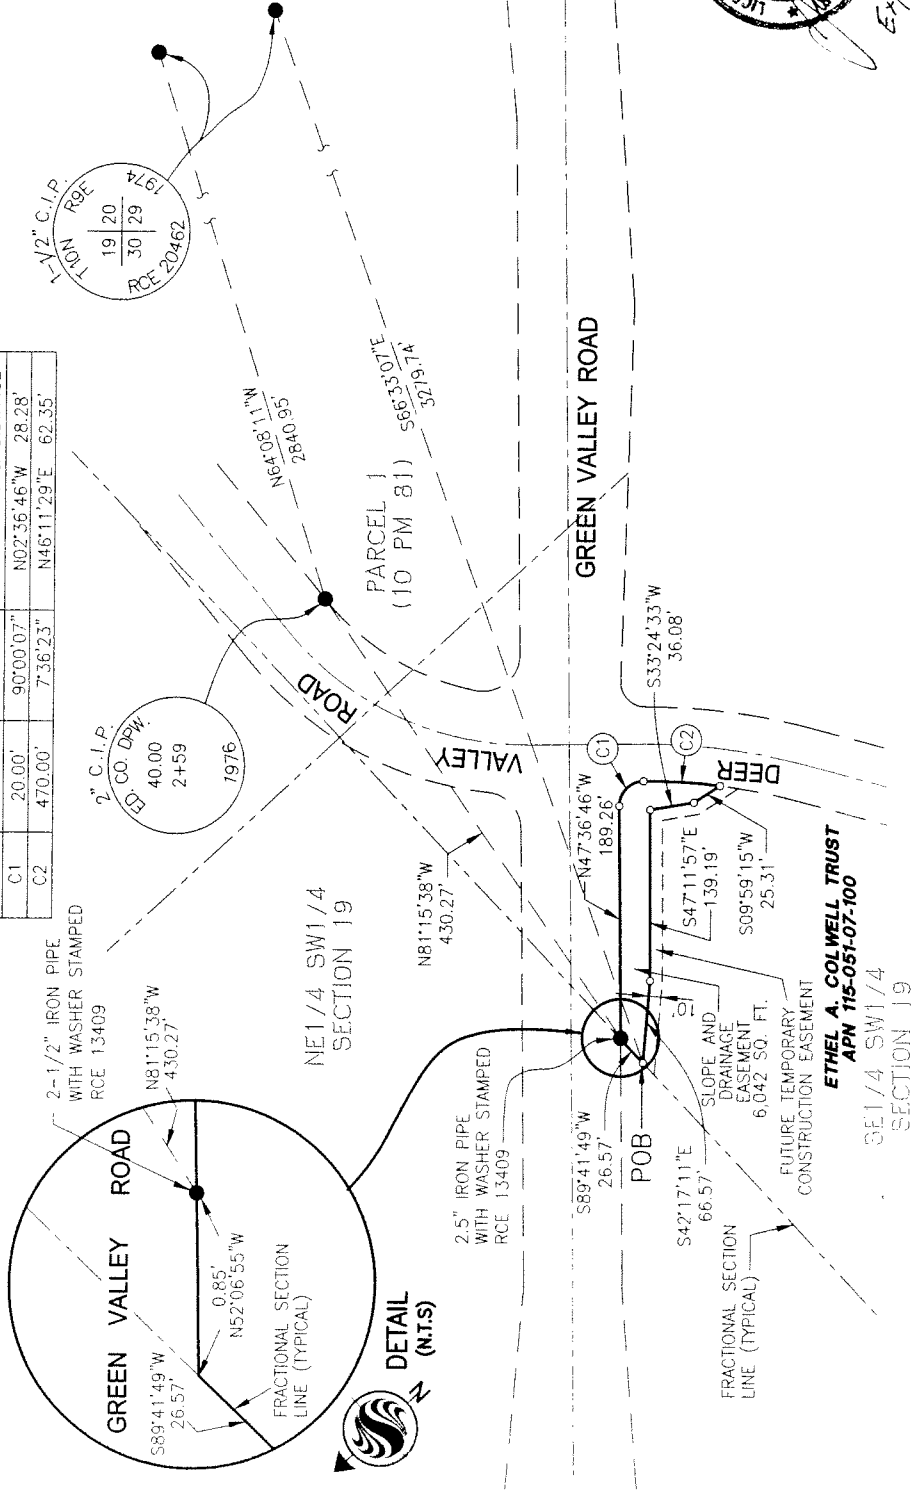 C1 20.00' 90°00'07" N02°36'46"W 28.28'
C2 470.00' 7°36'23" N46°11'29"E 62.35'
1-1/2" C.I.P.
T10N R9E
19 20
30 29
1974
RCE 20462
2" C.I.P.
ED. CO. DPW.
40.00
2+59
1976
N64°08'11"W
2840.95'
PARCEL 1
(10 PM 81)
S66°33'07"E
3279.74'
GREEN VALLEY ROAD
ROAD
VALLEY
DEER
2-1/2" IRON PIPE
WITH WASHER STAMPED
RCE 13409
N81°15'38"W
430.27'
GREEN VALLEY ROAD
S89°41'49"W
26.57'
0.85'
N52°06'55"W
FRACTIONAL SECTION
LINE (TYPICAL)
DETAIL
(N.T.S)
N
NE1/4 SW1/4
SECTION 19
N81°15'38"W
430.27'
2.5" IRON PIPE
WITH WASHER STAMPED
RCE 13409
S89°41'49"W
26.57'
POB
S42°17'11"E
66.57'
N47°36'46"W
189.26'
C1
C2
S33°24'33"W
36.08'
S47°11'57"E
139.19'
S09°59'15"W
25.31'
10'
SLOPE AND
DRAINAGE
EASEMENT
6,042 SQ. FT.
FUTURE TEMPORARY
CONSTRUCTION EASEMENT
FRACTIONAL SECTION
LINE (TYPICAL)
ETHEL A. COLWELL TRUST
APN 115-051-07-100
SE1/4 SW1/4
SECTION 19